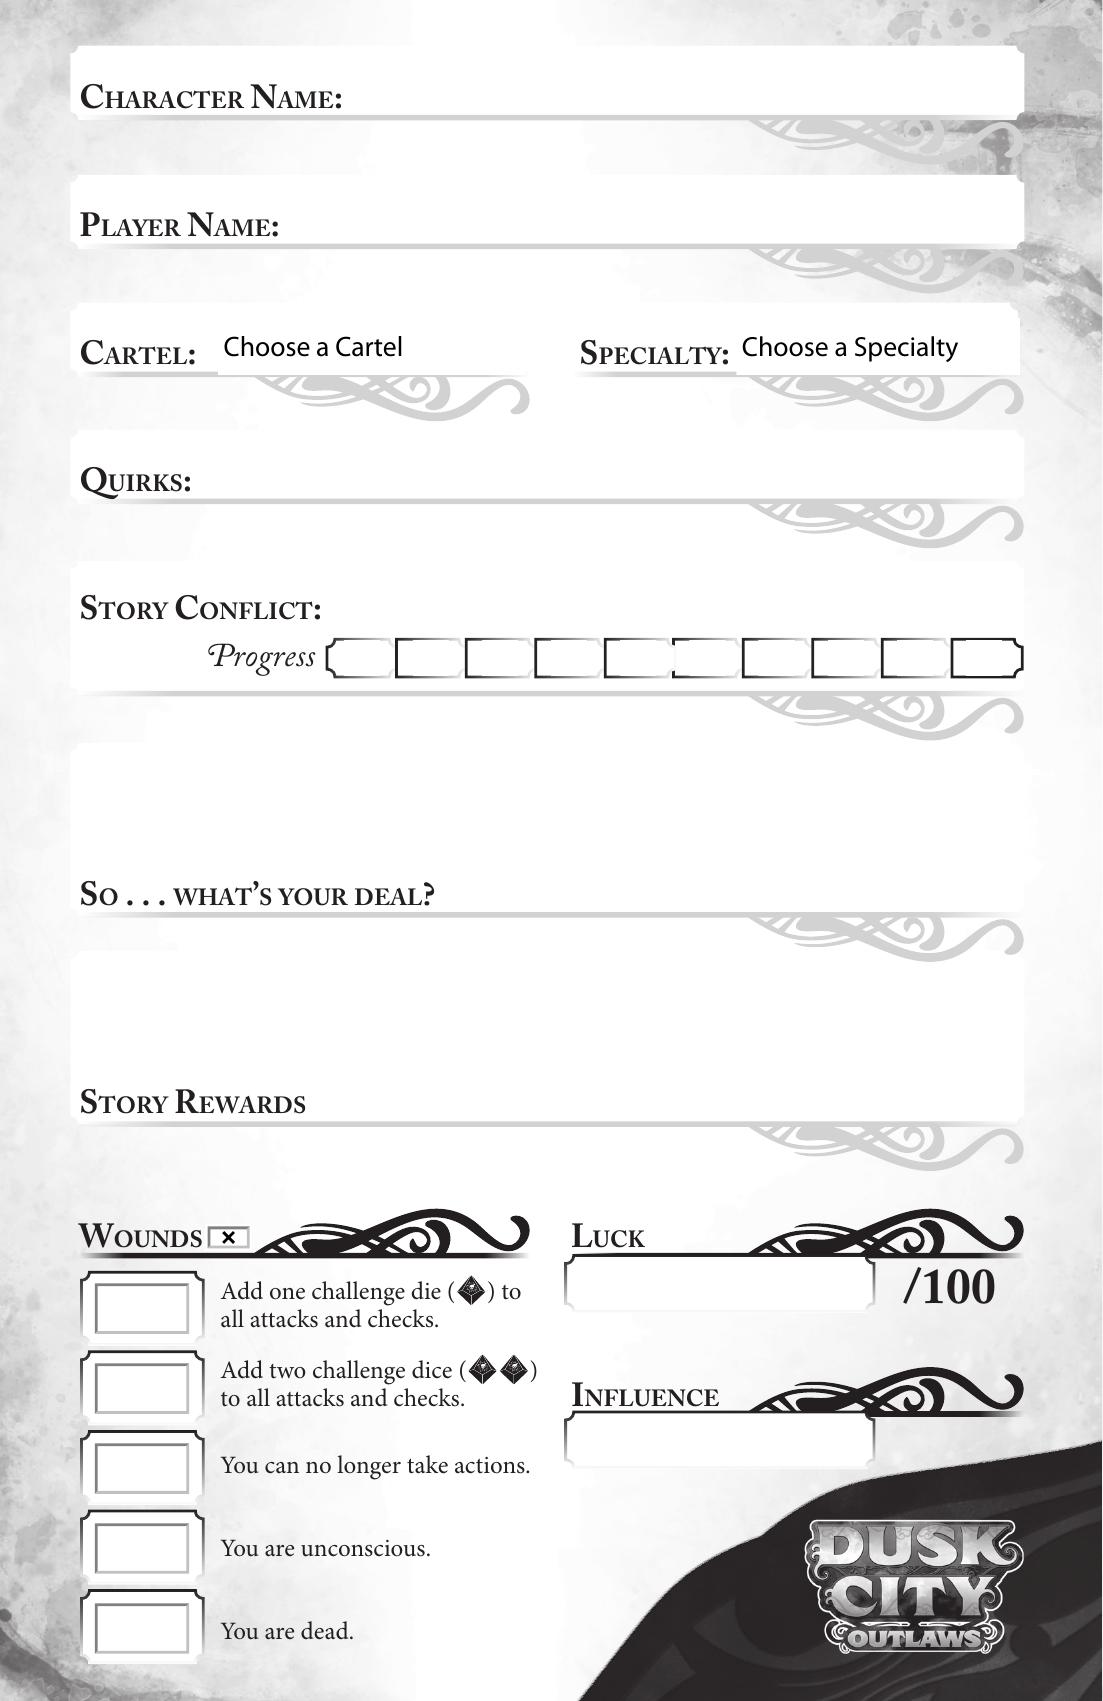 Character Name:
Player Name:
Cartel: Choose a Cartel Specialty: Choose a Specialty
Quirks:
Story Conflict:
Progress
So . . . what's your deal?
Story Rewards
Wounds ×
Add one challenge die ( ) to
all attacks and checks.
Add two challenge dice ( )
to all attacks and checks.
You can no longer take actions.
You are unconscious.
You are dead.
Luck
/100
Influence
DUSK
CITY
OUTLAWS